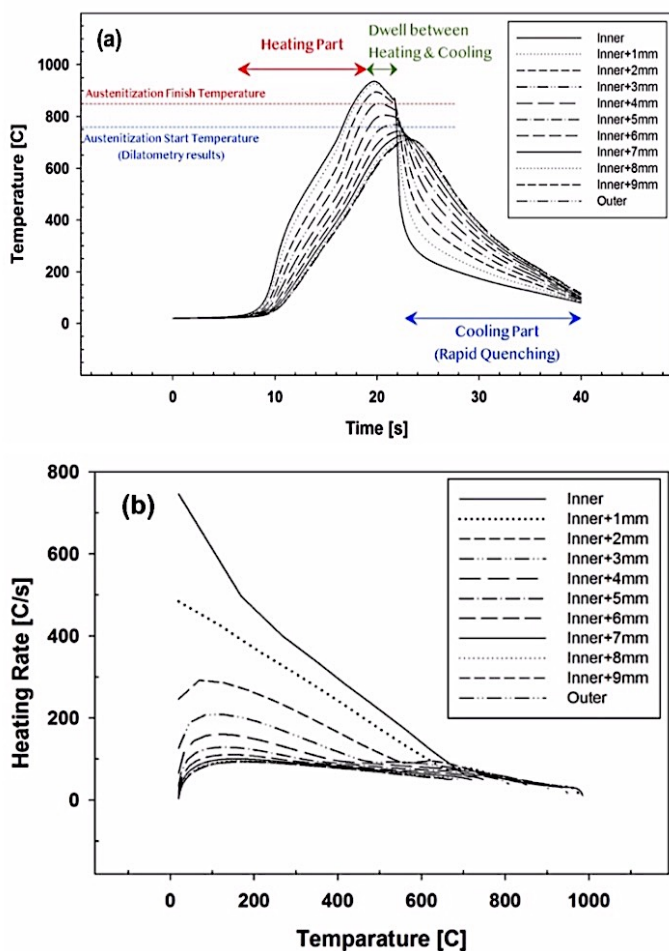 (a)
Heating Part
Dwell between
Heating & Cooling
Austenitization Finish Temperature
Austenitization Start Temperature
(Dilatometry results)
Cooling Part
(Rapid Quenching)
Inner
Inner+1mm
Inner+2mm
Inner+3mm
Inner+4mm
Inner+5mm
Inner+6mm
Inner+7mm
Inner+8mm
Inner+9mm
Outer
Temperature [C]
1000
800
600
400
200
0
0 10 20 30 40
Time [s]
(b)
Inner
Inner+1mm
Inner+2mm
Inner+3mm
Inner+4mm
Inner+5mm
Inner+6mm
Inner+7mm
Inner+8mm
Inner+9mm
Outer
Heating Rate [C/s]
800
600
400
200
0
0 200 400 600 800 1000
Temparature [C]